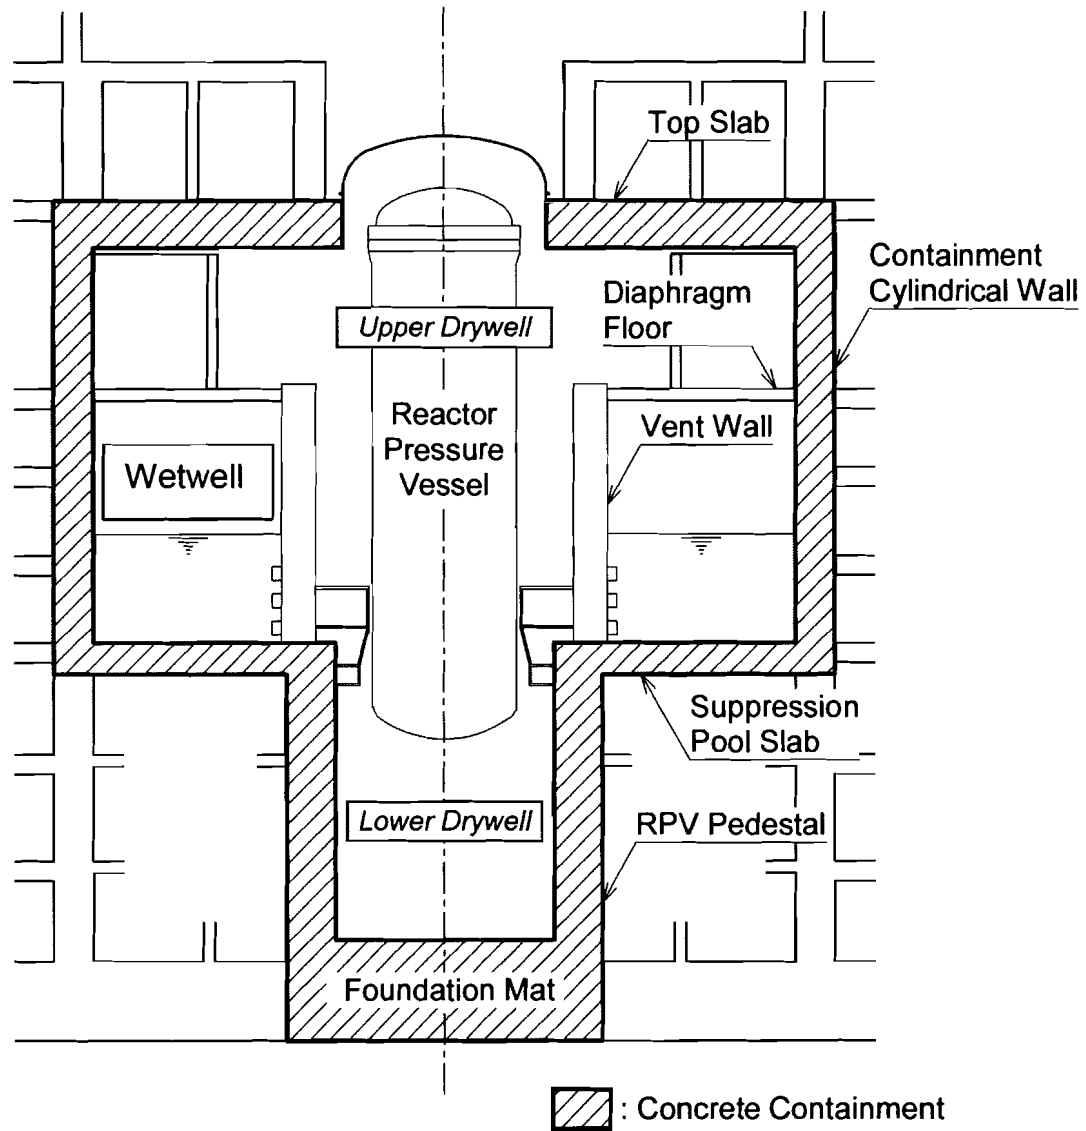 Top Slab
Containment
Cylindrical Wall
Diaphragm
Floor
Upper Drywell
Reactor
Pressure
Vessel
Vent Wall
Wetwell
Suppression
Pool Slab
Lower Drywell
RPV Pedestal
Foundation Mat
: Concrete Containment